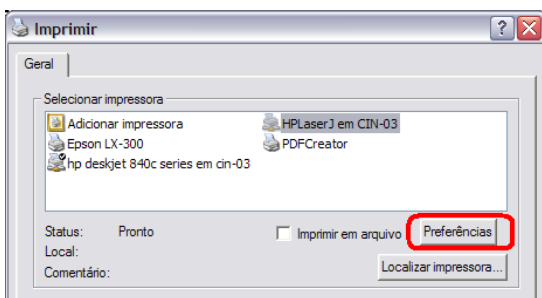 Imprimir
Geral
Selecionar impressora
Adicionar impressora
HPLaserJ em CIN-03
Epson LX-300
PDFCreator
hp deskjet 840c series em cin-03
Status: Pronto
Imprimir em arquivo
Preferências
Local:
Localizar impressora...
Comentário: